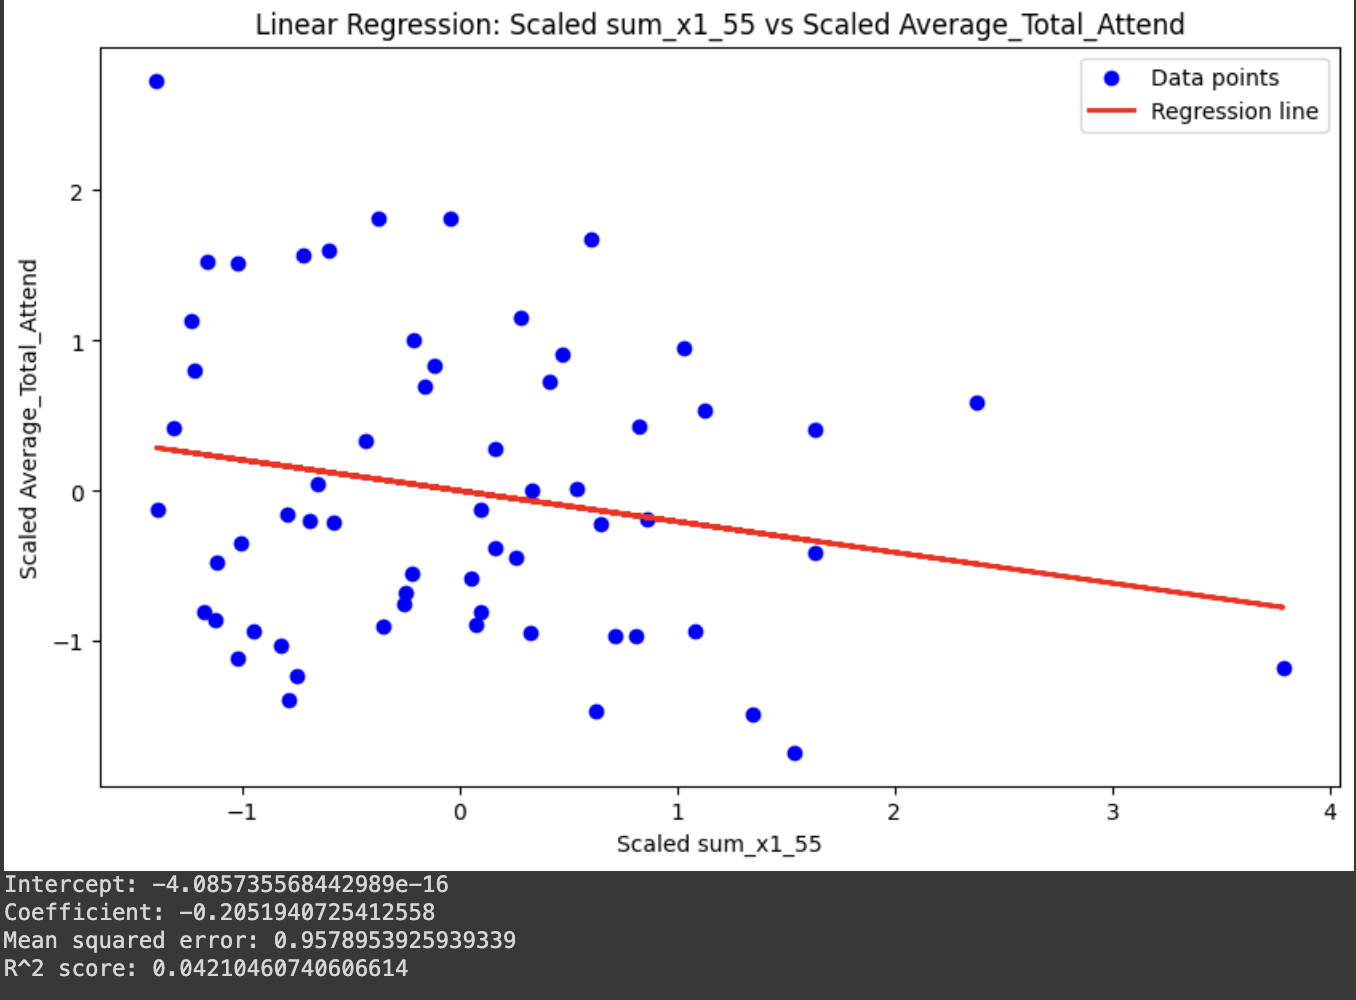 Linear Regression: Scaled sum_x1_55 vs Scaled Average_Total_Attend
Data points
Regression line
Scaled Average_Total_Attend
2
1
0
−1
−1
0
1
2
3
4
Scaled sum_x1_55
Intercept: -4.085735568442989e-16
Coefficient: -0.2051940725412558
Mean squared error: 0.9578953925939339
R^2 score: 0.04210460740606614